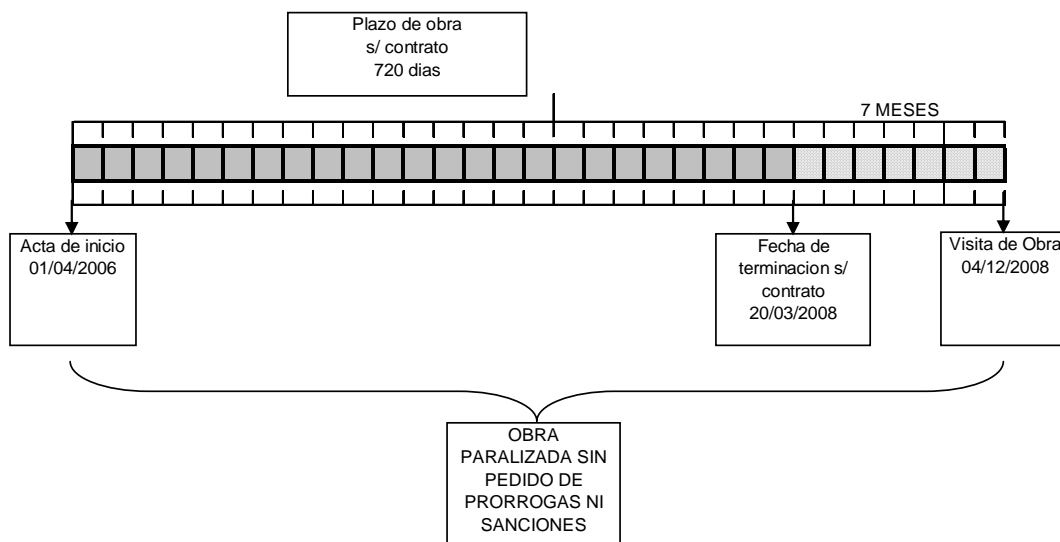 Plazo de obra
s/ contrato
720 dias
7 MESES
Acta de inicio
01/04/2006
Fecha de
terminacion s/
contrato
20/03/2008
Visita de Obra
04/12/2008
OBRA
PARALIZADA SIN
PEDIDO DE
PRORROGAS NI
SANCIONES